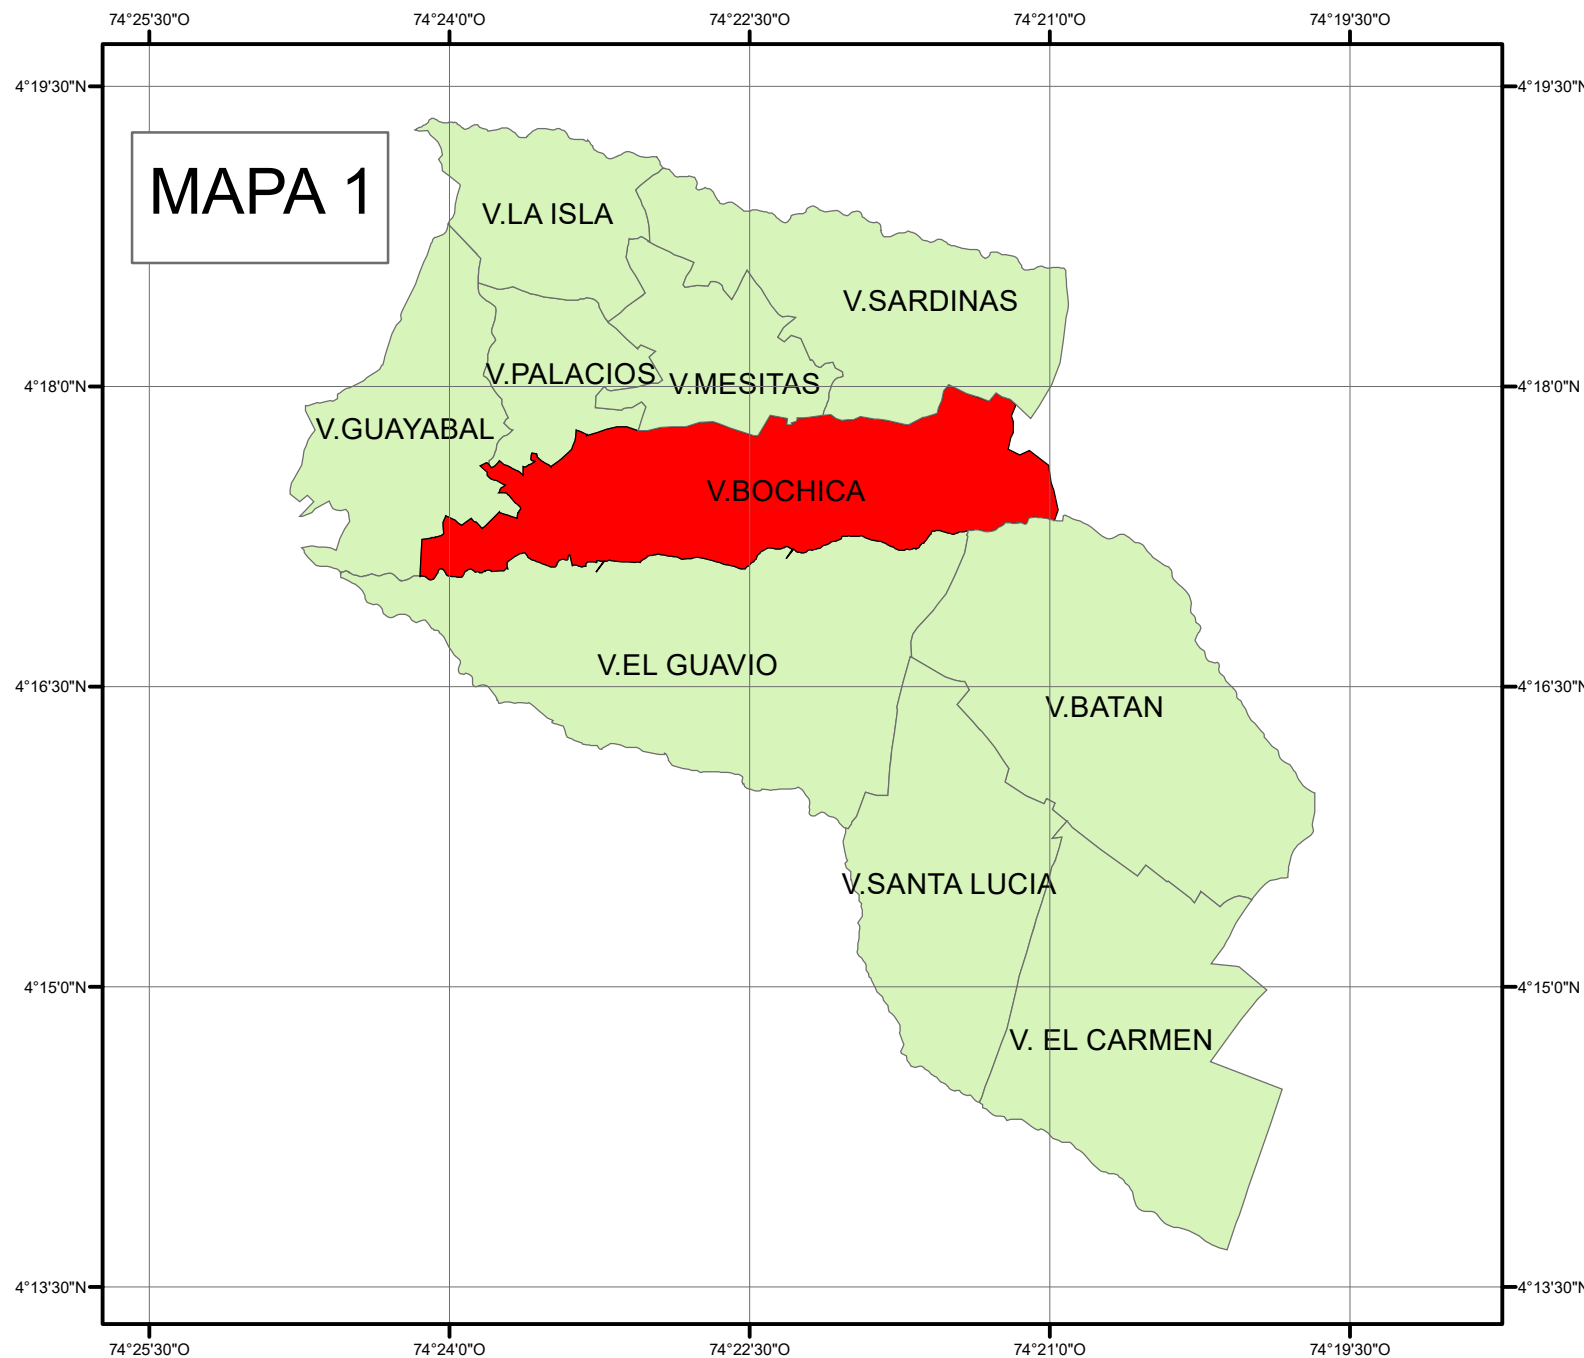 74°25'30"O 74°24'0"O 74°22'30"O 74°21'0"O 74°19'30"O
4°19'30"N 4°19'30"N
MAPA 1
V.LA ISLA
V.SARDINAS
V.PALACIOS
V.MESITAS
4°18'0"N 4°18'0"N
V.GUAYABAL
V.BOCHICA
V.EL GUAVIO
4°16'30"N 4°16'30"N
V.BATAN
V.SANTA LUCIA
4°15'0"N 4°15'0"N
V. EL CARMEN
4°13'30"N 4°13'30"N
74°25'30"O 74°24'0"O 74°22'30"O 74°21'0"O 74°19'30"O